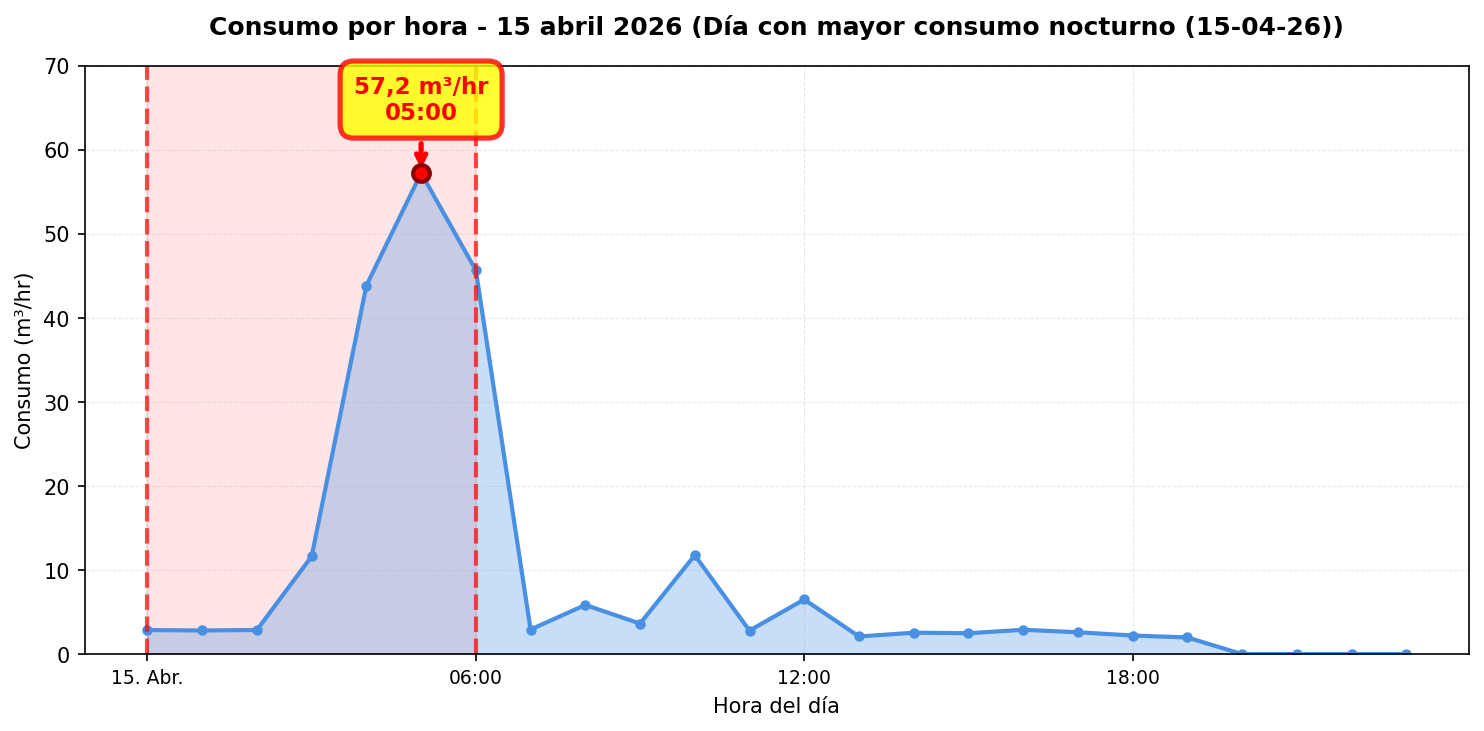 Consumo por hora - 15 abril 2026 (Día con mayor consumo nocturno (15-04-26))
57,2 m³/hr
05:00
Consumo (m³/hr)
70
60
50
40
30
20
10
0
15. Abr.
06:00
12:00
18:00
Hora del día